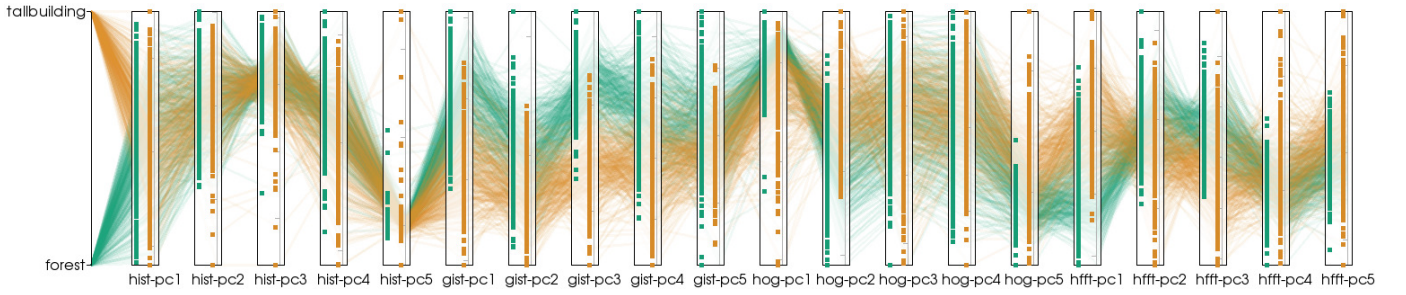 tallbuilding
forest
hist-pc1 hist-pc2 hist-pc3 hist-pc4 hist-pc5 gist-pc1 gist-pc2 gist-pc3 gist-pc4 gist-pc5 hog-pc1 hog-pc2 hog-pc3 hog-pc4 hog-pc5 hfft-pc1 hfft-pc2 hfft-pc3 hfft-pc4 hfft-pc5